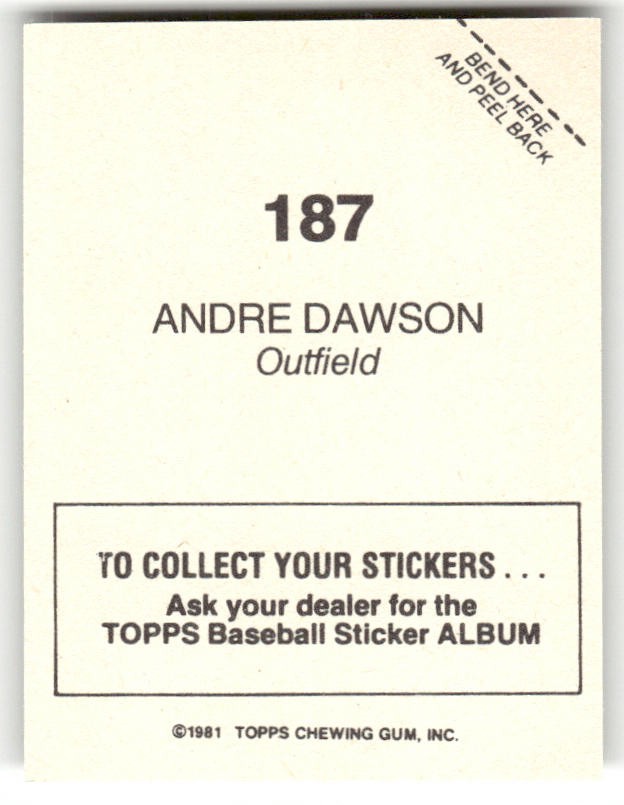 BEND HERE
AND PEEL BACK
187
ANDRE DAWSON
Outfield
TO COLLECT YOUR STICKERS...
Ask your dealer for the
TOPPS Baseball Sticker ALBUM
©1981 TOPPS CHEWING GUM, INC.